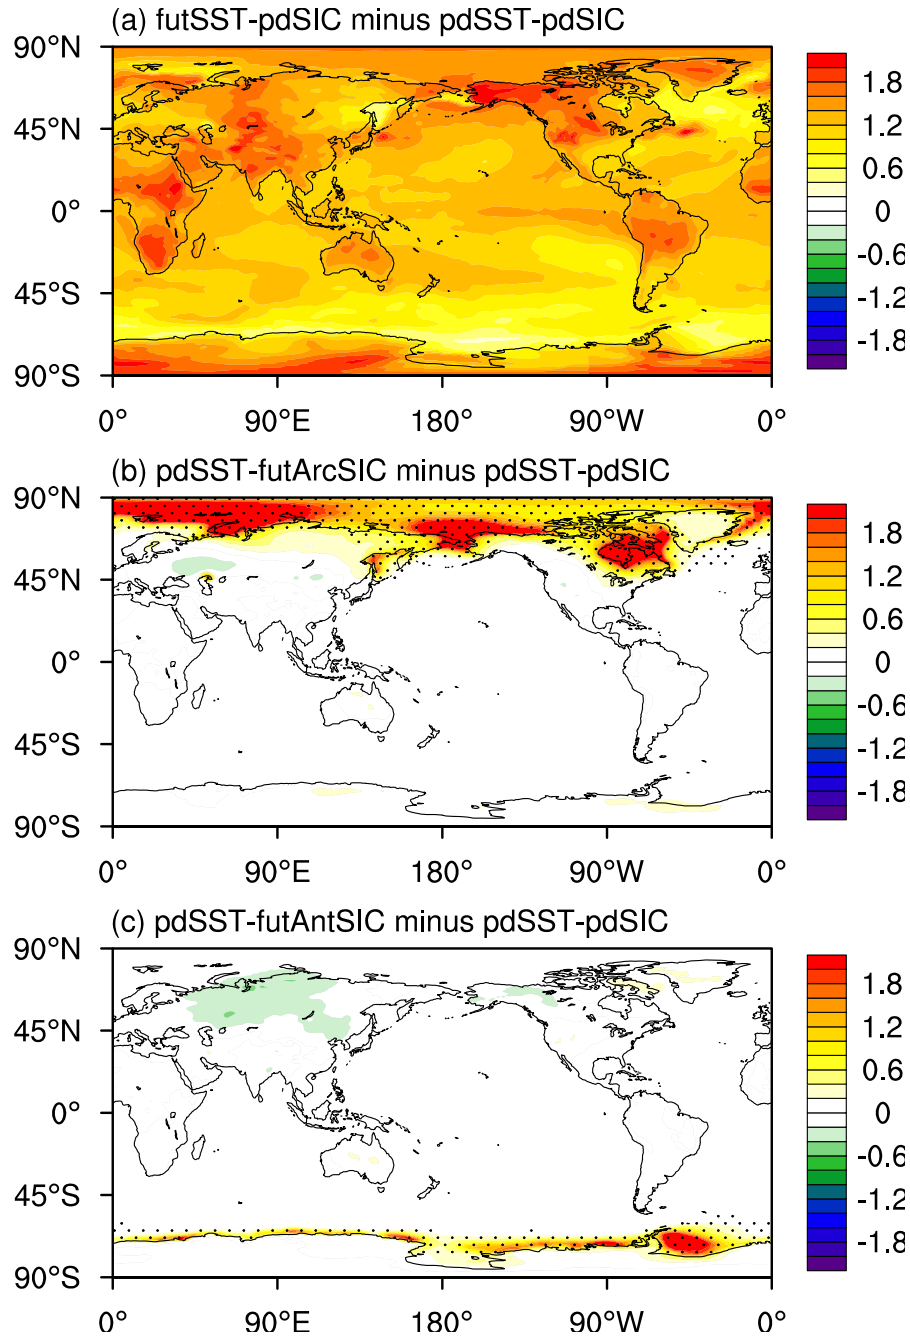 (a) futSST-pdSIC minus pdSST-pdSIC
90°N
45°N
0°
45°S
90°S
0°
90°E
180°
90°W
0°
1.8
1.2
0.6
0
-0.6
-1.2
-1.8
(b) pdSST-futArcSIC minus pdSST-pdSIC
90°N
45°N
0°
45°S
90°S
0°
90°E
180°
90°W
0°
1.8
1.2
0.6
0
-0.6
-1.2
-1.8
(c) pdSST-futAntSIC minus pdSST-pdSIC
90°N
45°N
0°
45°S
90°S
0°
90°E
180°
90°W
0°
1.8
1.2
0.6
0
-0.6
-1.2
-1.8